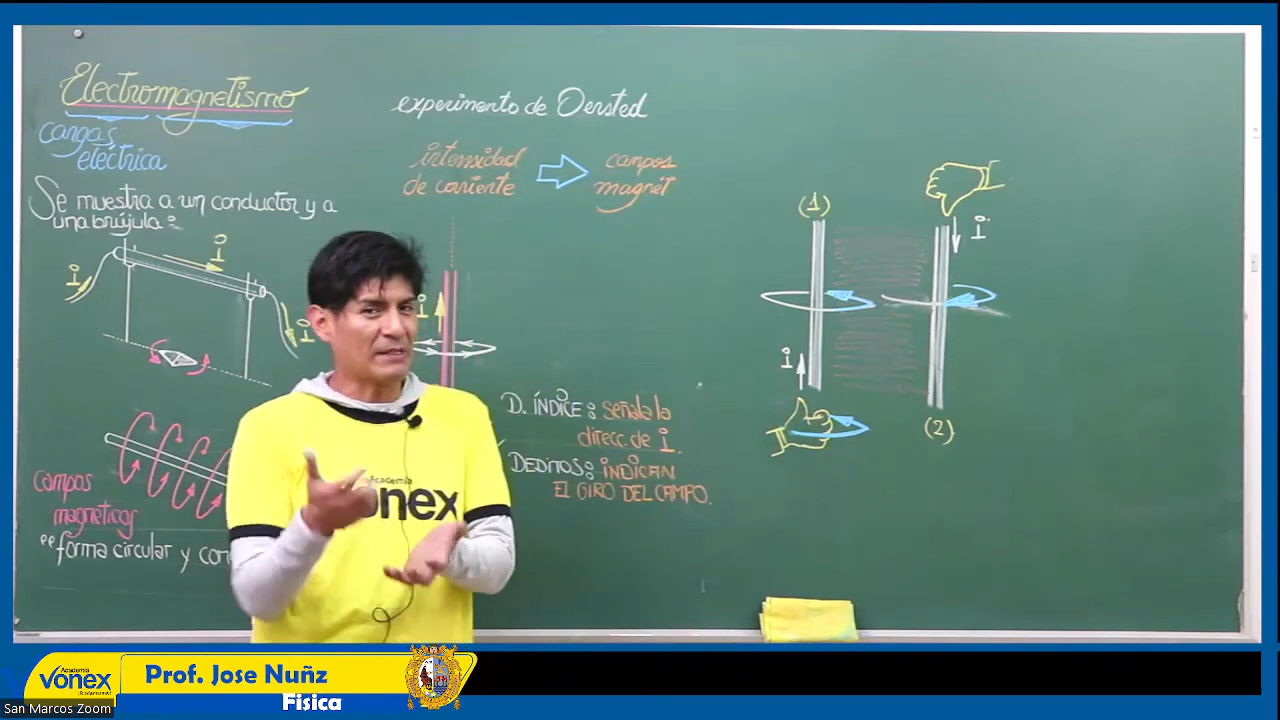 Electromagnetismo
cargas
eléctrica
experimento de Oersted
intensidad
de corriente
campos
magnét
Se muestra a un conductor y a
una brújula:
i
i
i
i
D. ÍNDICE: señala la
direcc. de i.
DEDITOS: INDICAN
EL GIRO DEL CAMPO.
campos
magnéticos
"forma circular y con
(1)
i
i
(2)
Academia
vonex
Academia
VONEX
Prof. Jose Nuñz
Fisica
San Marcos Zoom